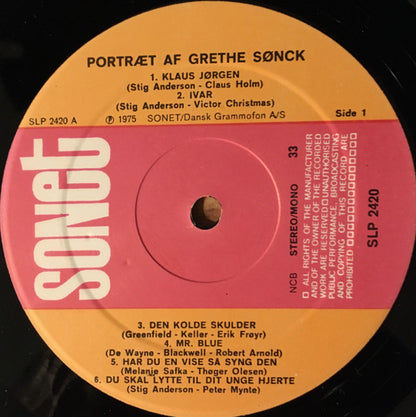 PORTRÆT AF GRETHE SØNCK
1. KLAUS JØRGEN
(Stig Anderson - Claus Holm)
2. IVAR
(Stig Anderson - Victor Christmas)
SLP 2420 A
℗ 1975 SONET/Dansk Grammofon A/S
Side 1
sonet
NCB STEREO/MONO 33
ALL RIGHTS OF THE MANUFACTURER
AND OF THE OWNER OF THE RECORDED
WORK ARE RESERVED UNAUTHORISED
PUBLIC PERFORMANCE, BROADCASTING
AND COPYING OF THIS RECORD ARE
PROHIBITED
SLP 2420
3. DEN KOLDE SKULDER
(Greenfield - Keller - Erik Frøyr)
4. MR. BLUE
(De Wayne - Blackwell - Robert Arnold)
5. HAR DU EN VISE SÅ SYNG DEN
(Melanie Safka - Thøger Olesen)
6. DU SKAL LYTTE TIL DIT UNGE HJERTE
(Stig Anderson - Peter Mynte)